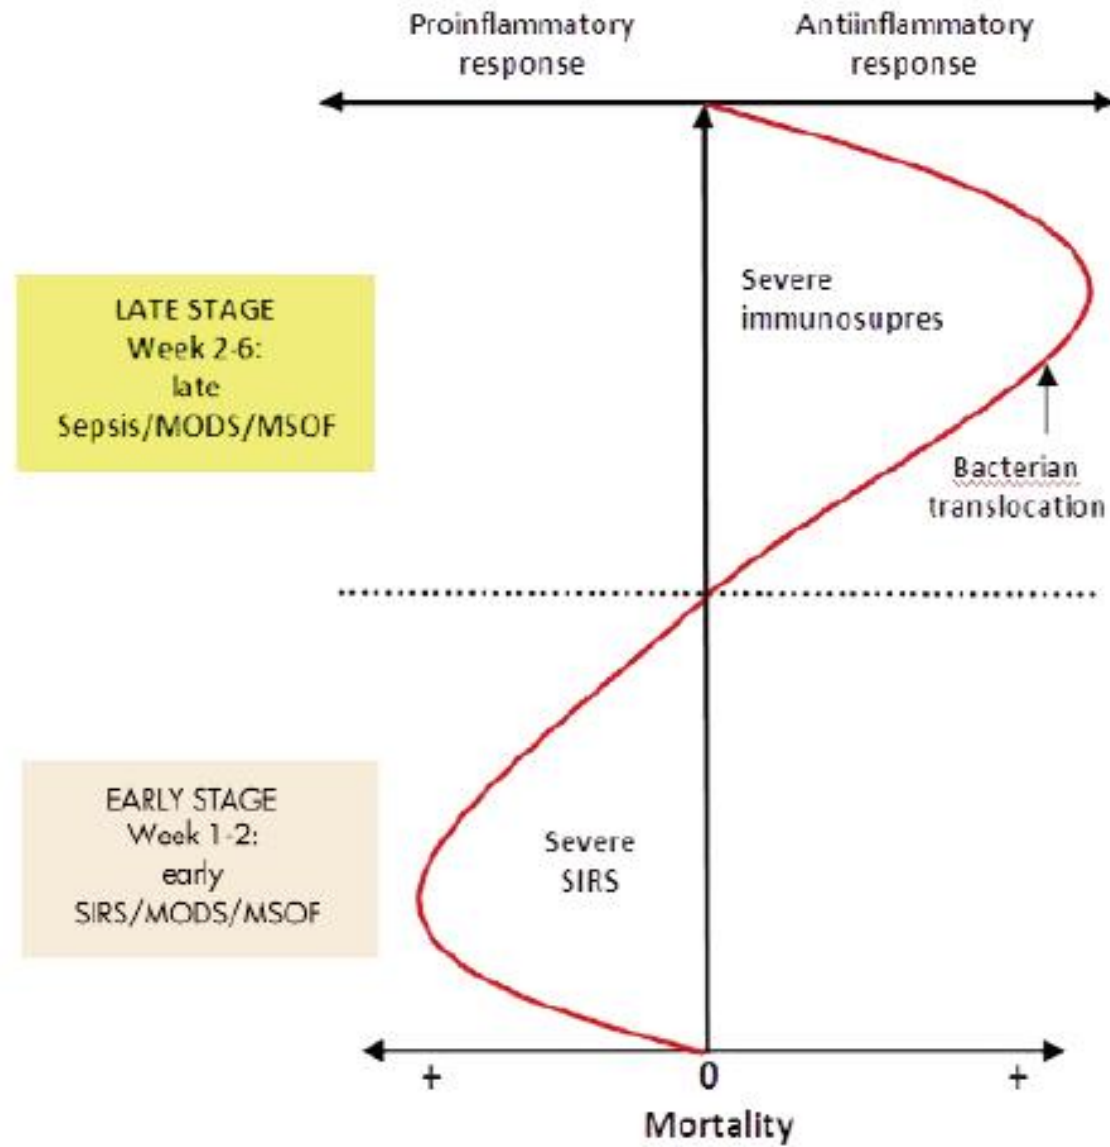 Proinflammatory
response
Antiinflammatory
response
LATE STAGE
Week 2-6:
late
Sepsis/MODS/MSOF
Severe
immunosupres
Bacterian
translocation
EARLY STAGE
Week 1-2:
early
SIRS/MODS/MSOF
Severe
SIRS
+
0
+
Mortality